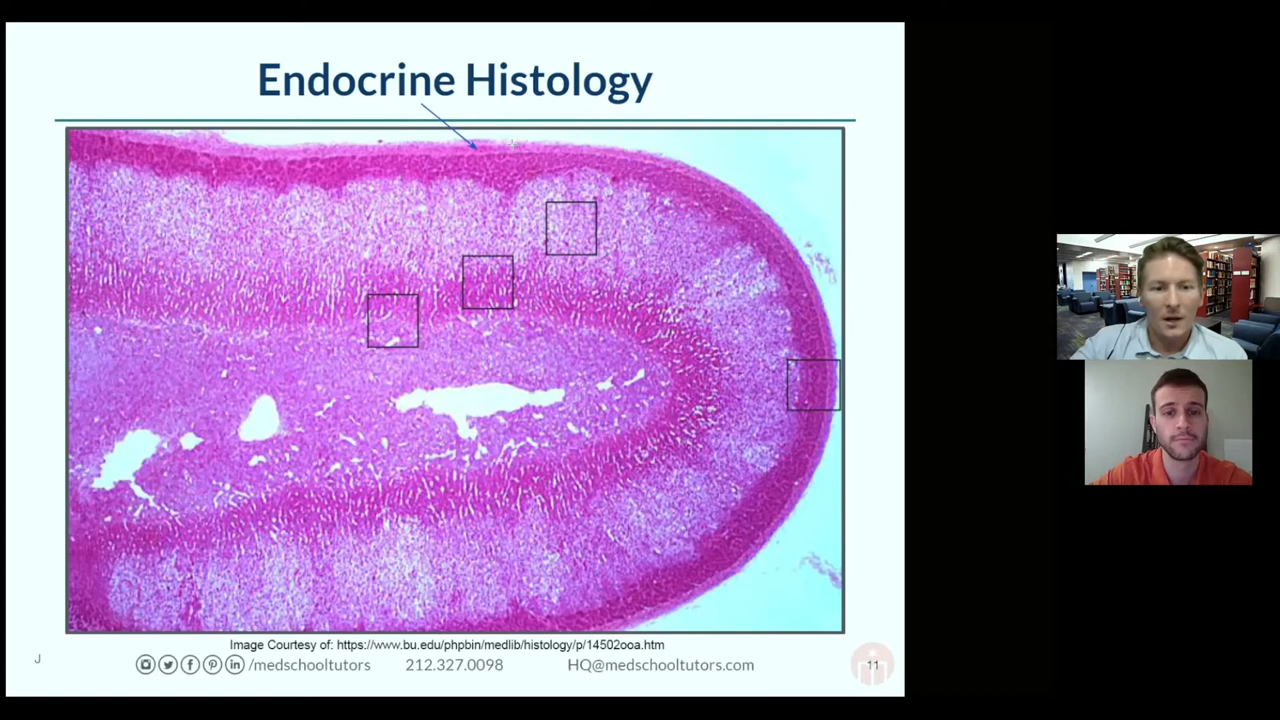 Endocrine Histology
Image Courtesy of: https://www.bu.edu/phpbin/medlib/histology/p/14502ooa.htm
J
/medschooltutors 212.327.0098 HQ@medschooltutors.com
11